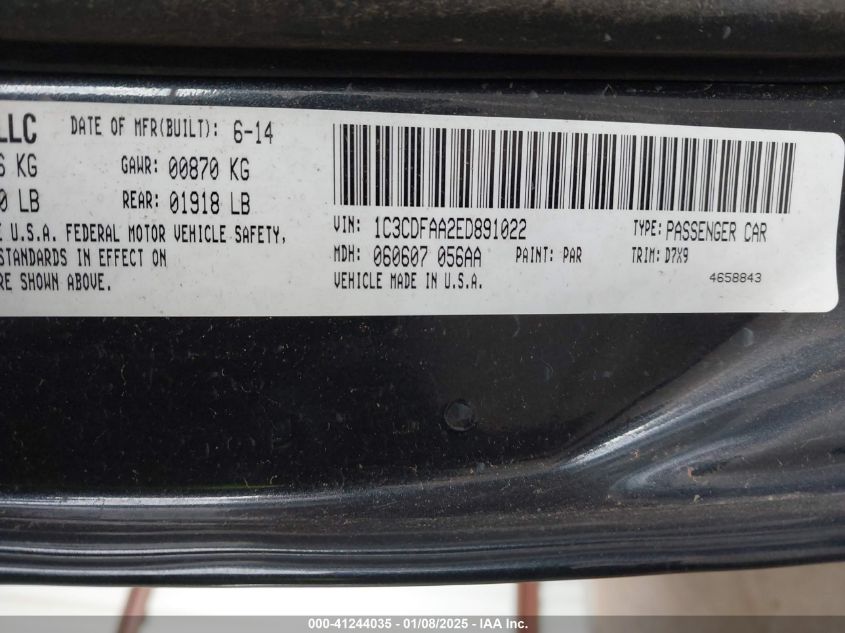 LLC DATE OF MFR(BUILT): 6-14
KG GAWR: 00870 KG
0 LB REAR: 01918 LB
U.S.A. FEDERAL MOTOR VEHICLE SAFETY,
STANDARDS IN EFFECT ON
SHOWN ABOVE.
VIN: 1C3CDFAA2ED891022 TYPE: PASSENGER CAR
MDH: 060607 056AA PAINT: PAR TRIM: D7X9
VEHICLE MADE IN U.S.A. 4658843
000-41244035 | 01/08/2025 - IAA Inc.